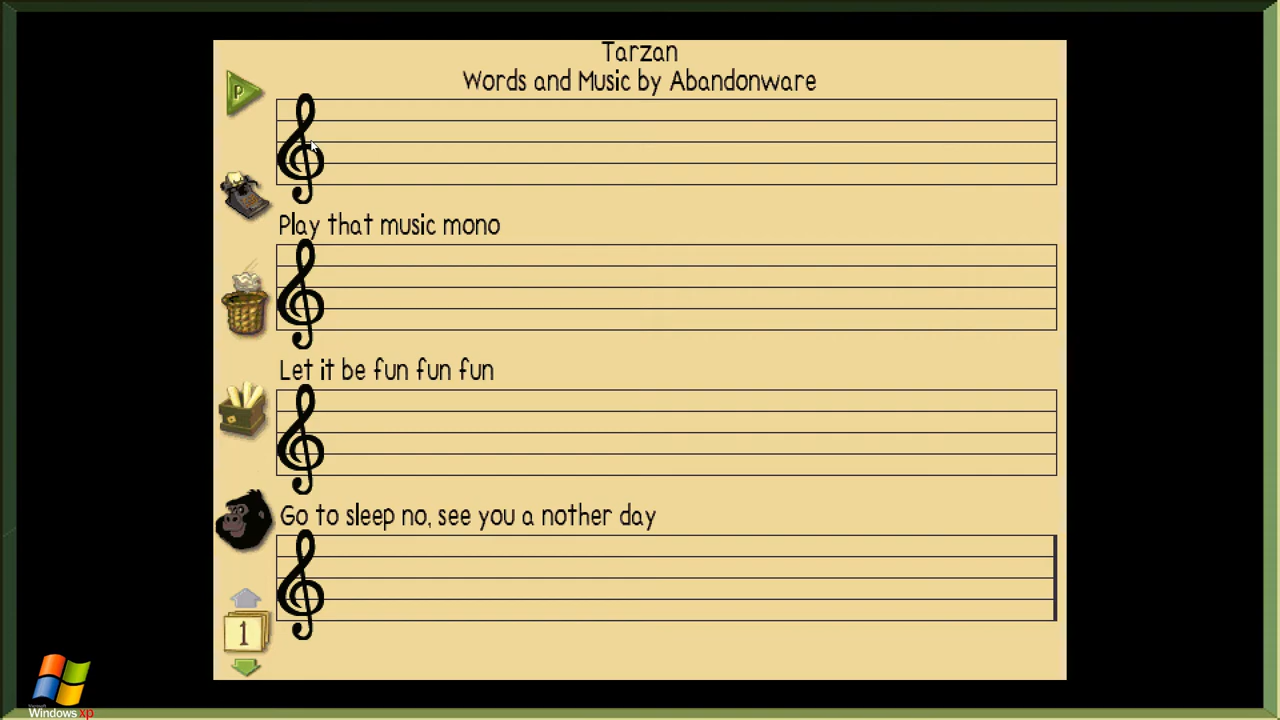 Tarzan
Words and Music by Abandonware
P
Play that music mono
Let it be fun fun fun
Go to sleep no, see you a nother day
1
Microsoft
Windows xp